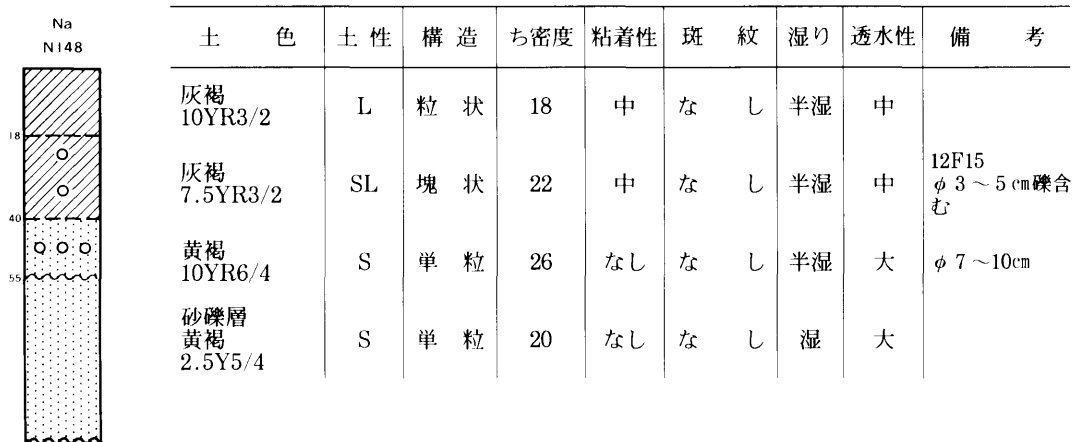 Na
N148
18
40
55
土色 土性 構造 ち密度 粘着性 斑紋 湿り 透水性 備考
灰褐
10YR3/2 L 粒状 18 中 なし 半湿 中
灰褐
7.5YR3/2 SL 塊状 22 中 なし 半湿 中
12F15
φ3～5cm礫含
む
黄褐
10YR6/4 S 単粒 26 なし なし 半湿 大 φ7～10cm
砂礫層
黄褐
2.5Y5/4 S 単粒 20 なし なし 湿 大